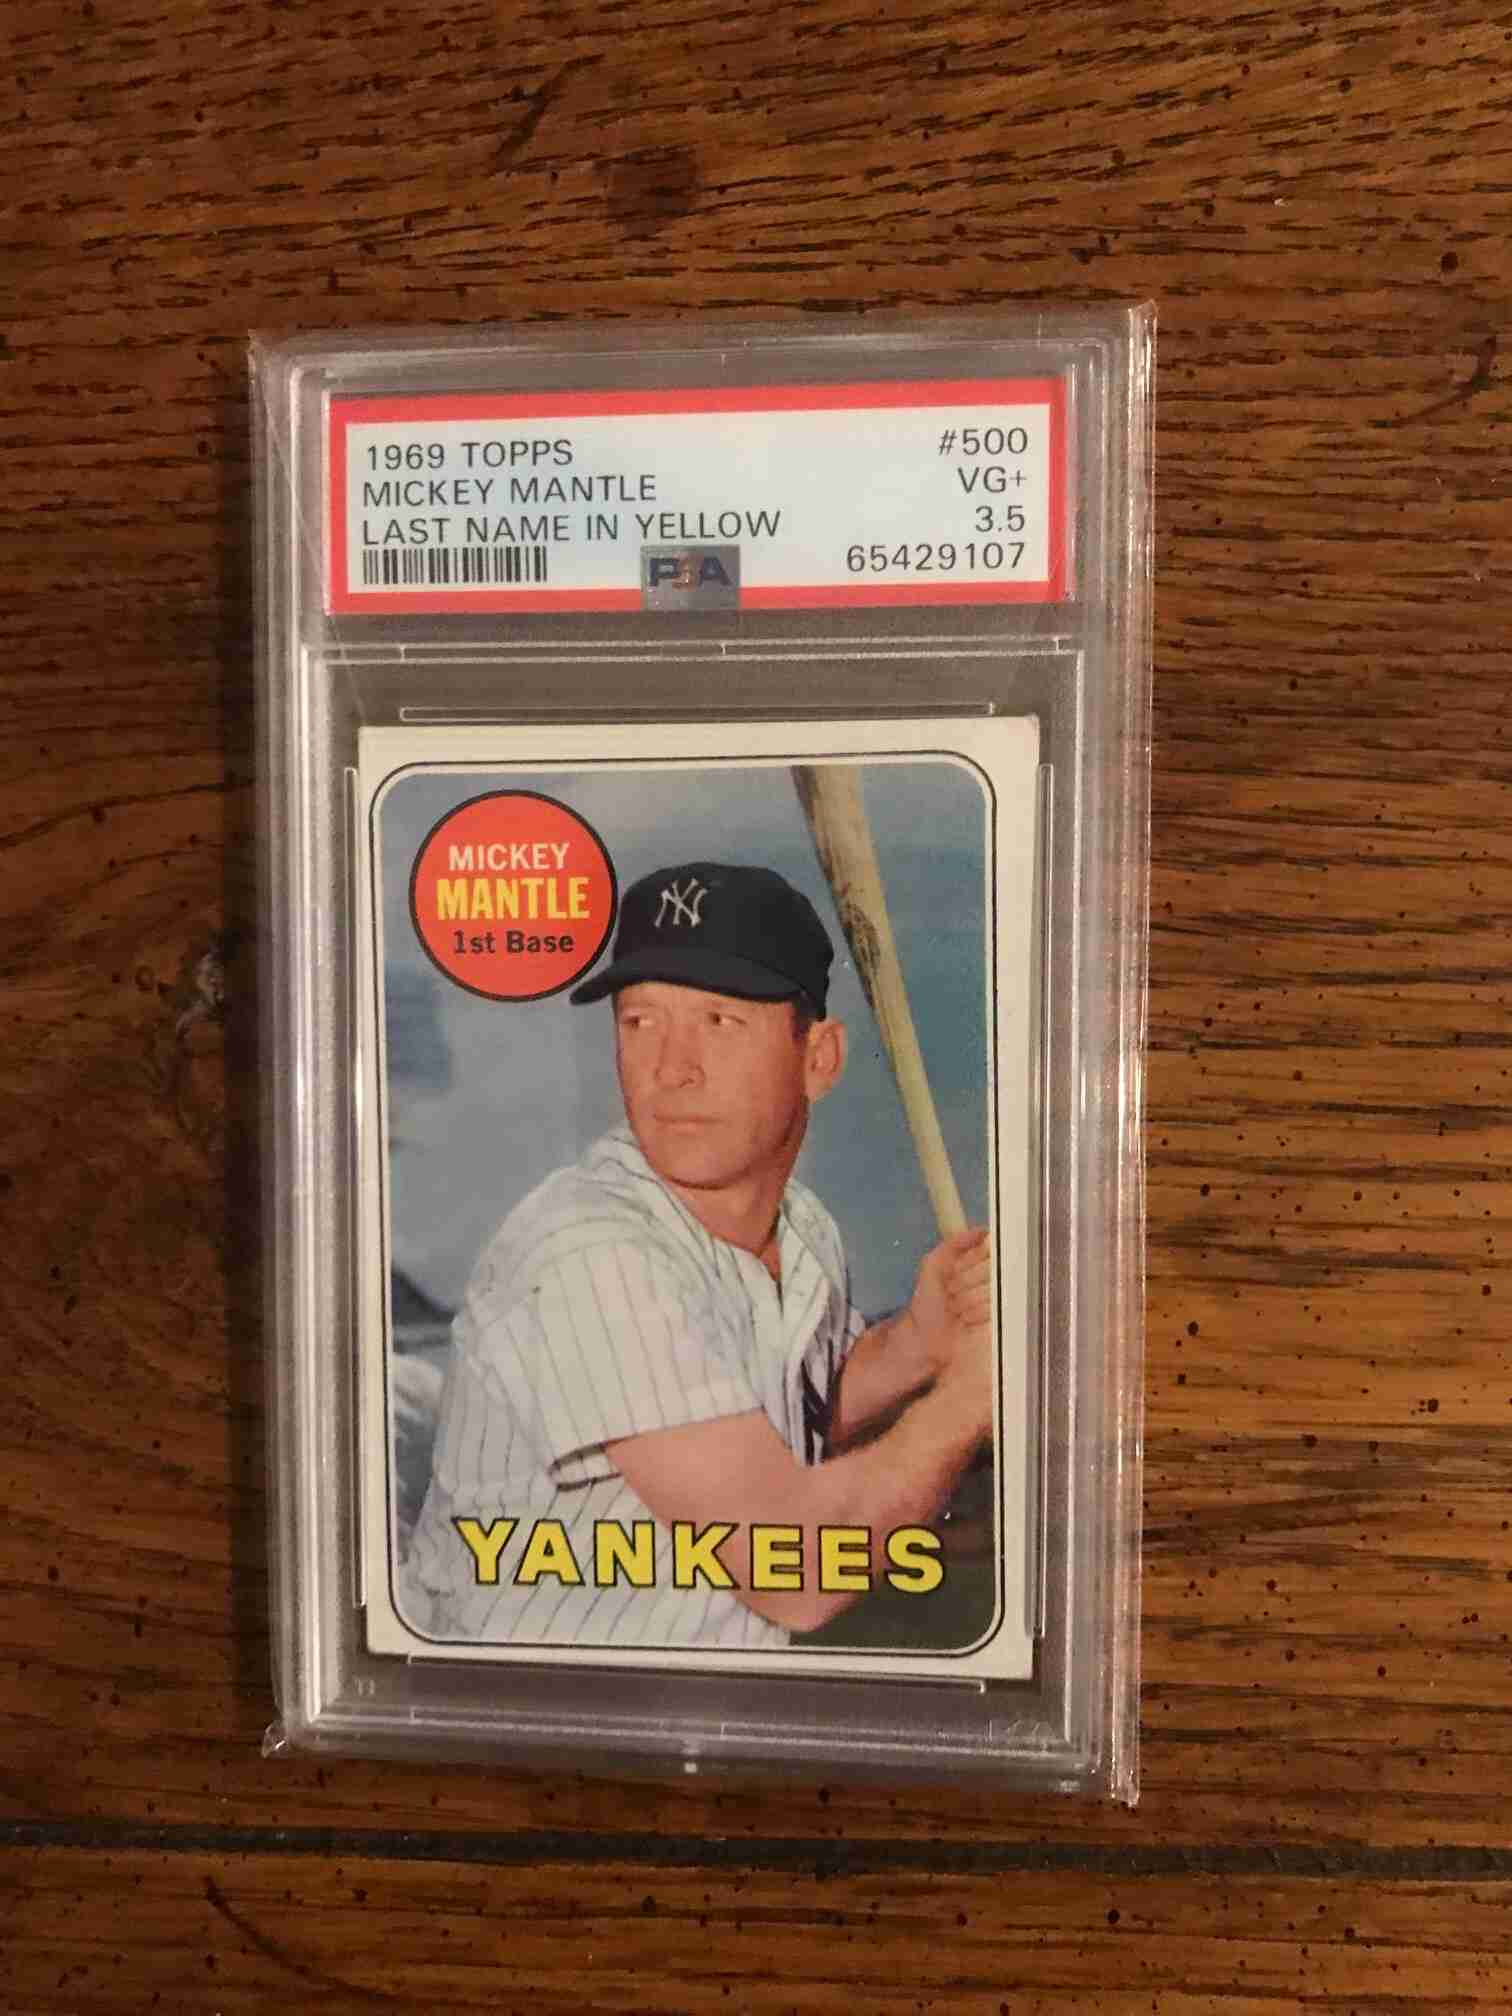 1969 TOPPS #500
MICKEY MANTLE VG+
LAST NAME IN YELLOW 3.5
PSA 65429107
MICKEY
MANTLE
1st Base
NY
YANKEES